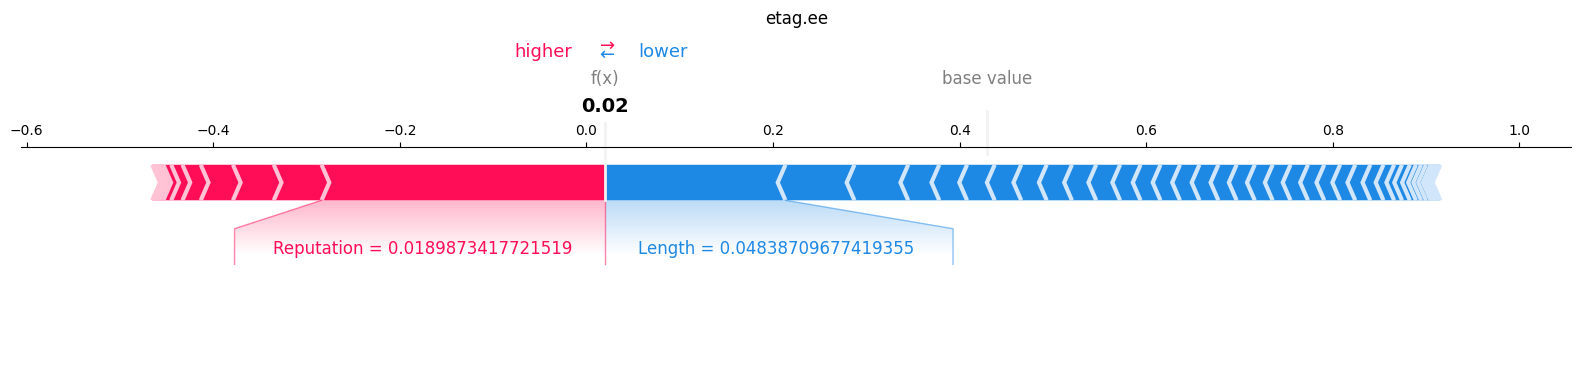 etag.ee
higher ⇄ lower
f(x) base value
0.02
−0.6 −0.4 −0.2 0.0 0.2 0.4 0.6 0.8 1.0
Reputation = 0.0189873417721519 Length = 0.04838709677419355